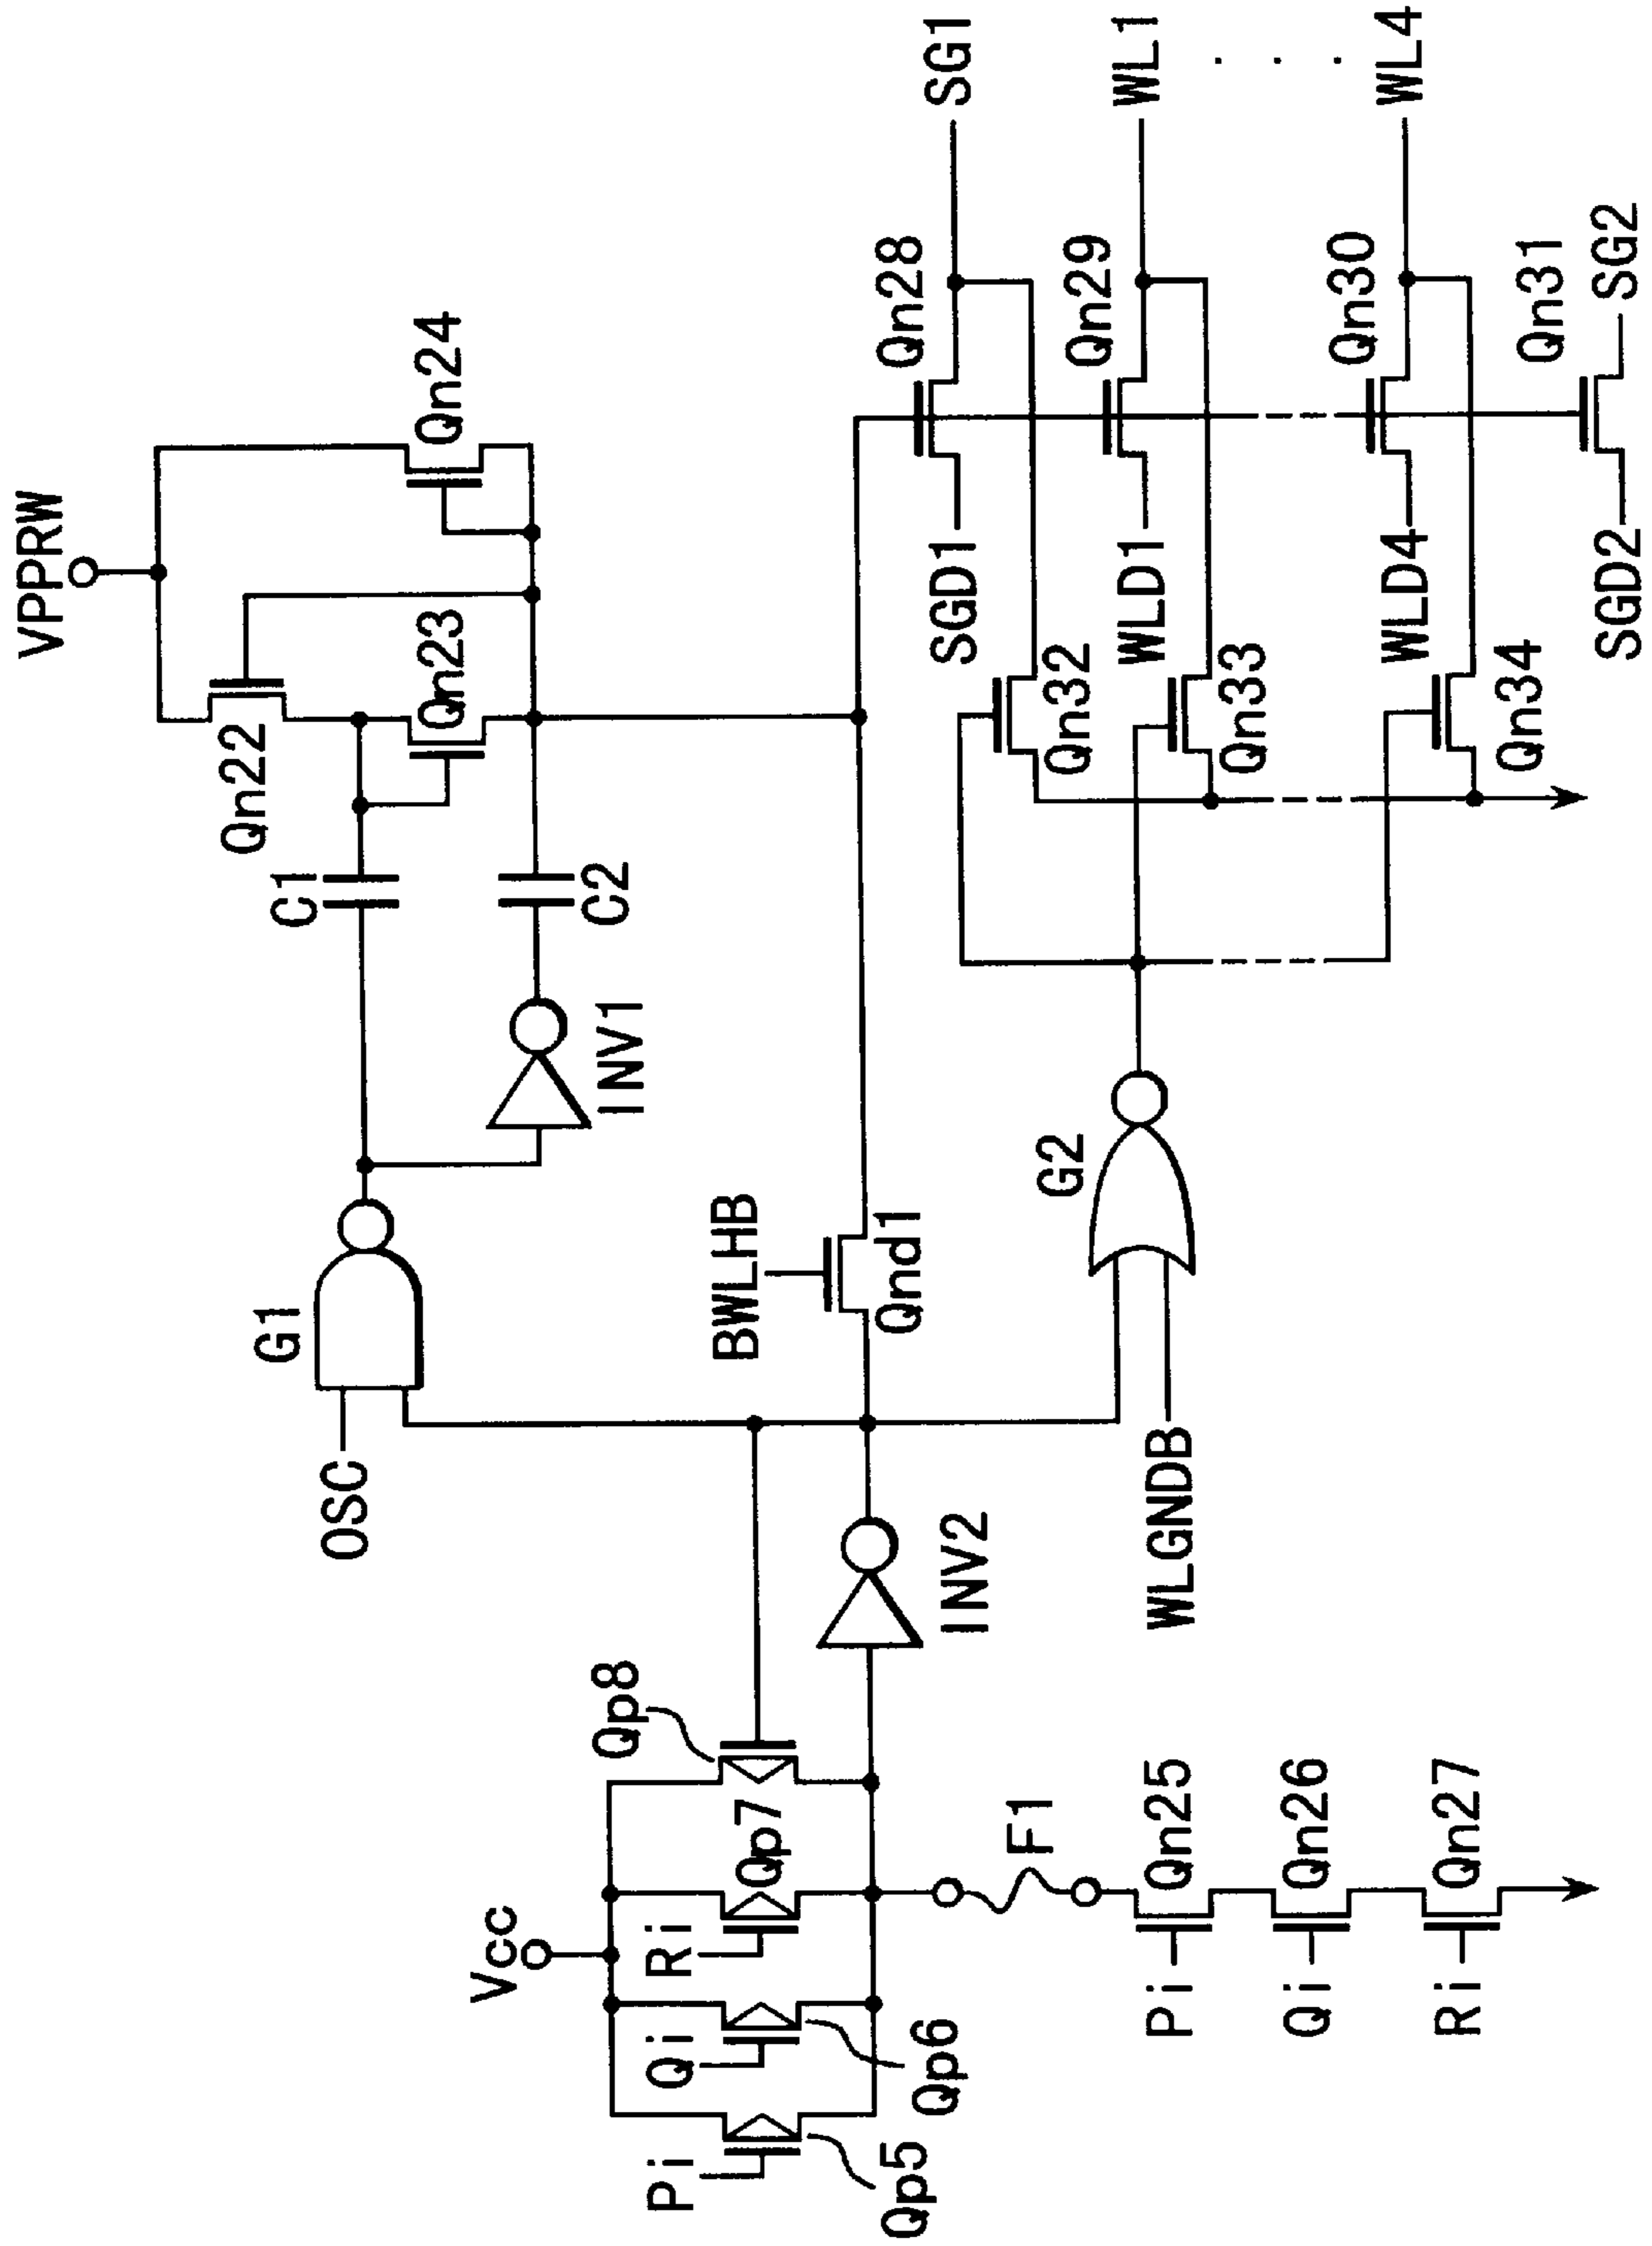 VPPRW
Qn22
Qn23
Qn24
C1
C2
INV1
G1
OSC
BWLHB
Qnd1
Vcc
Pi
Qi
Ri
Qp5
Qp6
Qp7
Qp8
INV2
F1
Pi
Qn25
Qi
Qn26
Ri
Qn27
WLGNDB
G2
SGD1
Qn28
SG1
Qn32
WLD1
Qn29
WL1
Qn33
. . .
WLD4
Qn30
WL4
Qn34
SGD2
Qn31
SG2